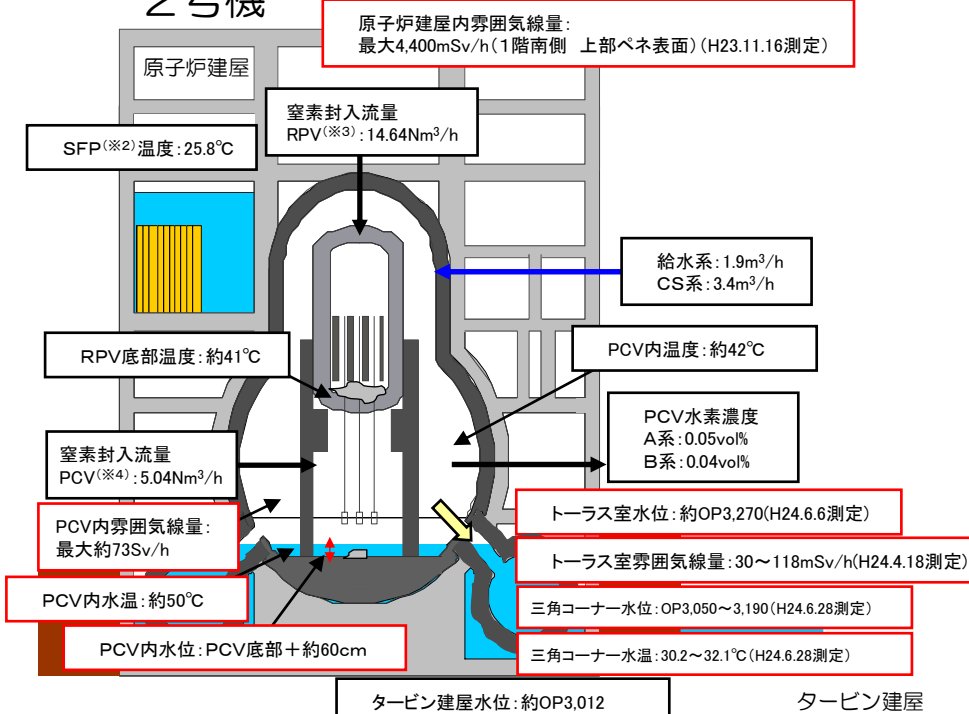 2号機
原子炉建屋内雰囲気線量:
最大4,400mSv/h(1階南側 上部ペネ表面)(H23.11.16測定)
原子炉建屋
窒素封入流量
RPV(※3):14.64Nm3/h
SFP(※2)温度:25.8℃
給水系:1.9m3/h
CS系:3.4m3/h
RPV底部温度:約41℃
PCV内温度:約42℃
PCV水素濃度
A系:0.05vol%
B系:0.04vol%
窒素封入流量
PCV(※4):5.04Nm3/h
PCV内雰囲気線量:
最大約73Sv/h
トーラス室水位:約OP3,270(H24.6.6測定)
トーラス室雰囲気線量:30～118mSv/h(H24.4.18測定)
PCV内水温:約50℃
三角コーナー水位:OP3,050～3,190(H24.6.28測定)
PCV内水位:PCV底部+約60cm
三角コーナー水温:30.2～32.1℃(H24.6.28測定)
タービン建屋水位:約OP3,012
タービン建屋